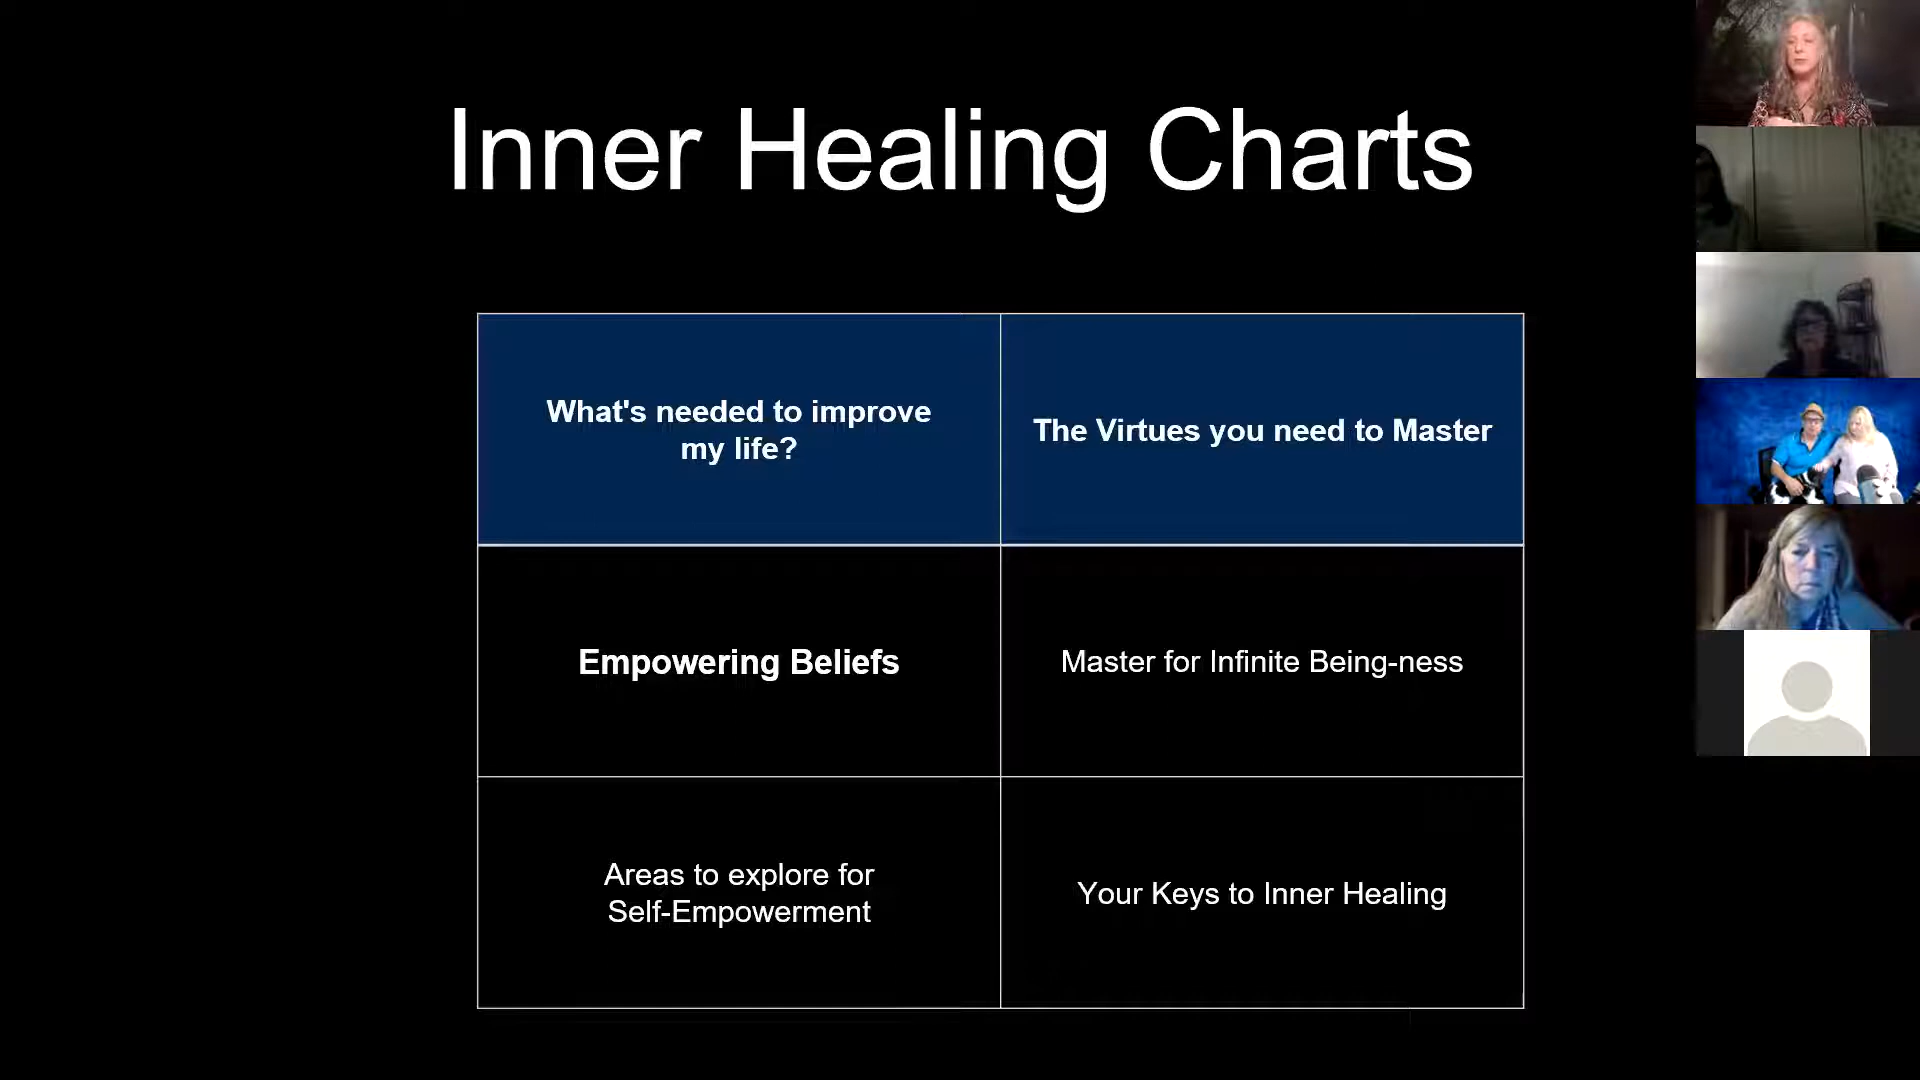 Inner Healing Charts
What's needed to improve
my life?
The Virtues you need to Master
Empowering Beliefs
Master for Infinite Being-ness
Areas to explore for
Self-Empowerment
Your Keys to Inner Healing